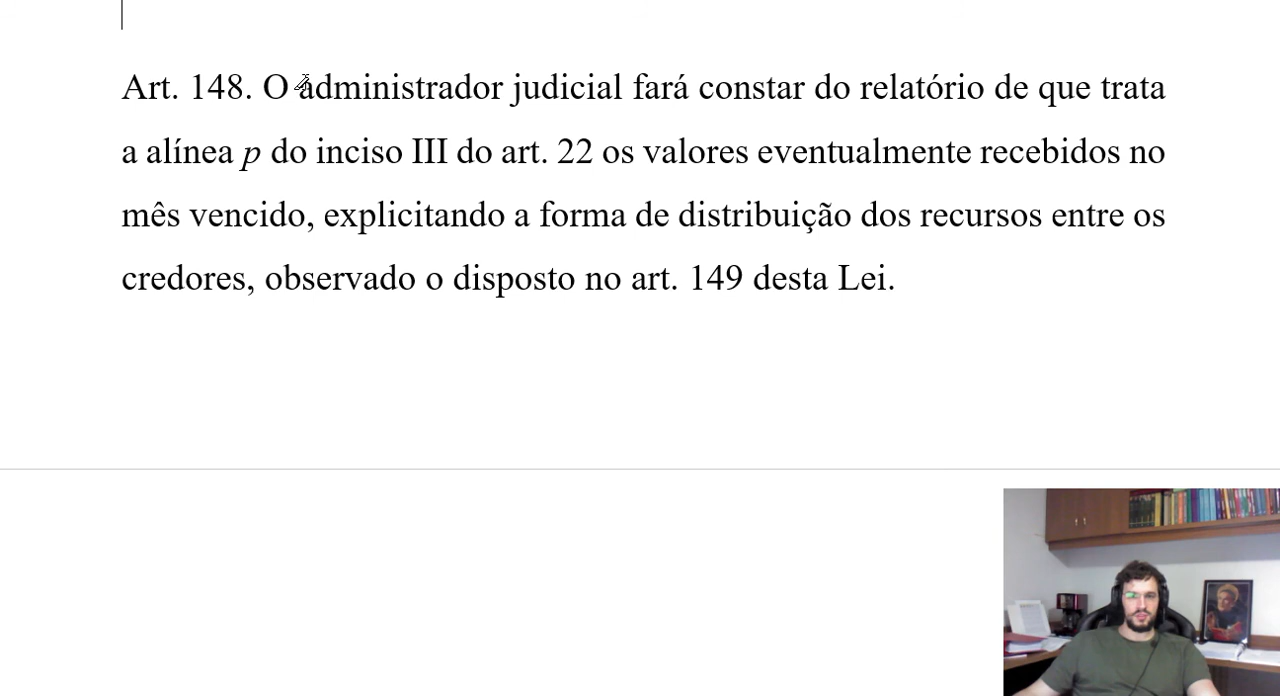 Art. 148. O administrador judicial fará constar do relatório de que trata
a alínea p do inciso III do art. 22 os valores eventualmente recebidos no
mês vencido, explicitando a forma de distribuição dos recursos entre os
credores, observado o disposto no art. 149 desta Lei.